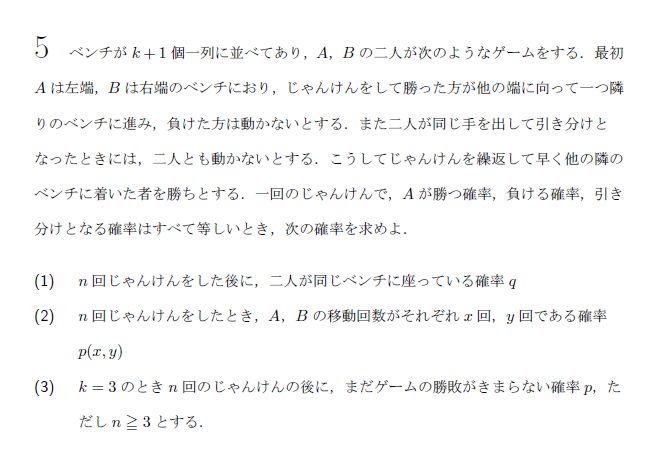 5 ベンチが k+1 個一列に並べてあり，A，B の二人が次のようなゲームをする．最初
A は左端，B は右端のベンチにおり，じゃんけんをして勝った方が他の端に向って一つ隣
りのベンチに進み，負けた方は動かないとする．また二人が同じ手を出して引き分けと
なったときには，二人とも動かないとする．こうしてじゃんけんを繰返して早く他の隣の
ベンチに着いた者を勝ちとする．一回のじゃんけんで，A が勝つ確率，負ける確率，引き
分けとなる確率はすべて等しいとき，次の確率を求めよ．
(1) n 回じゃんけんをした後に，二人が同じベンチに座っている確率 q
(2) n 回じゃんけんをしたとき，A，B の移動回数がそれぞれ x 回，y 回である確率
p(x, y)
(3) k = 3 のとき n 回のじゃんけんの後に，まだゲームの勝敗がきまらない確率 p，た
だし n ≧ 3 とする．